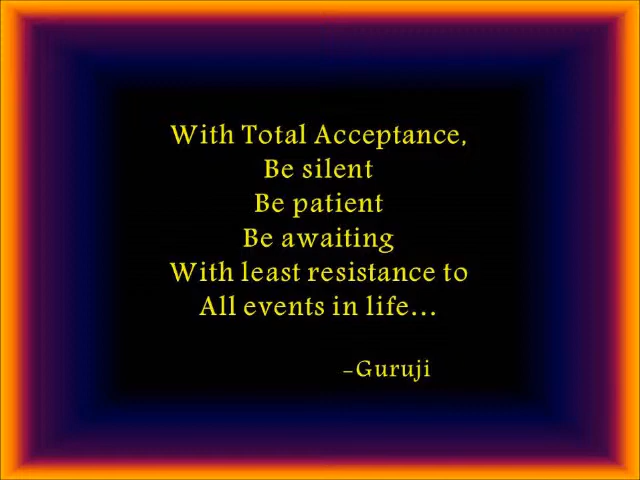 With Total Acceptance,
Be silent
Be patient
Be awaiting
With least resistance to
All events in life...
-Guruji